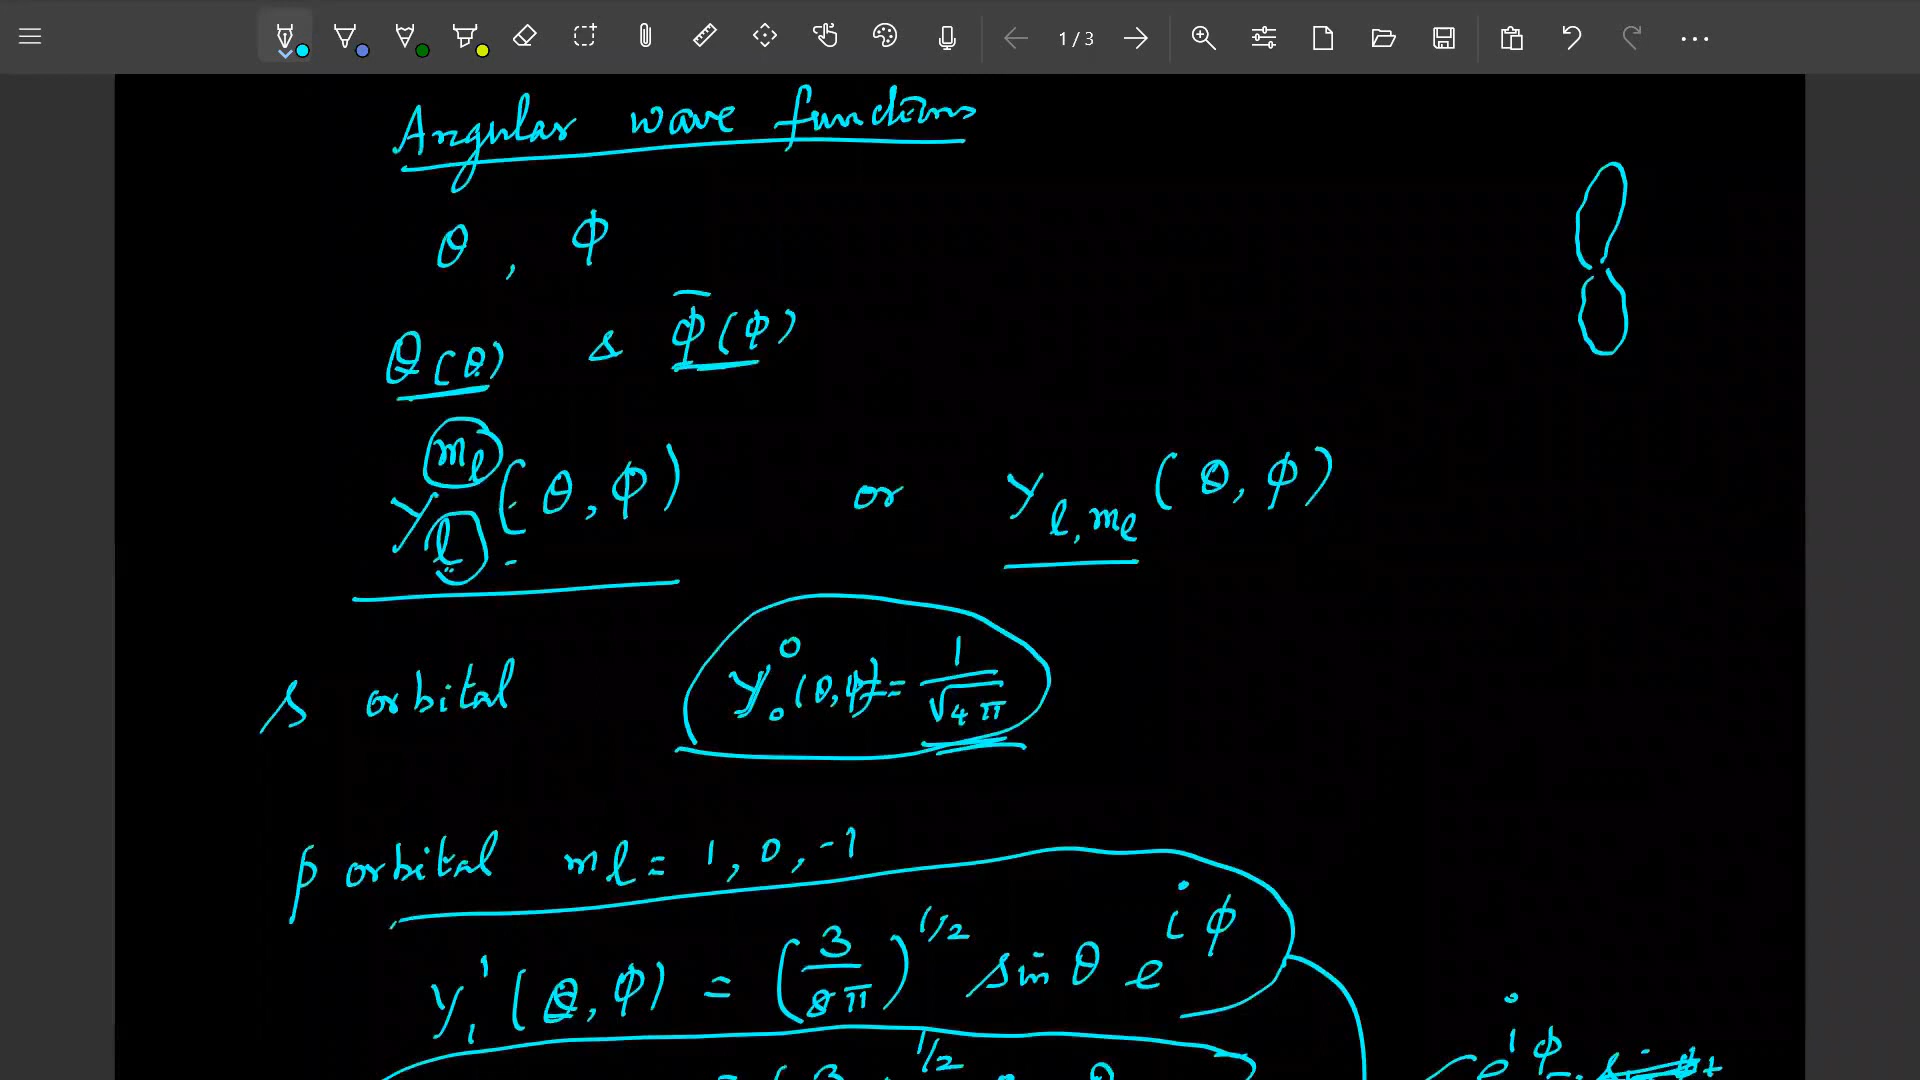 1 / 3
Angular wave functions
θ , ϕ
Θ(θ) & Φ(ϕ)
Y_l^{m_l} (θ, ϕ) or Y_{l, m_l} (θ, ϕ)
s orbital Y_0^0 (θ,ϕ) = 1/√4π
p orbital ml = 1, 0, -1
Y_1^1 (θ, ϕ) = (3/8π)^{1/2} sin θ e^{iϕ}
e^{iϕ}